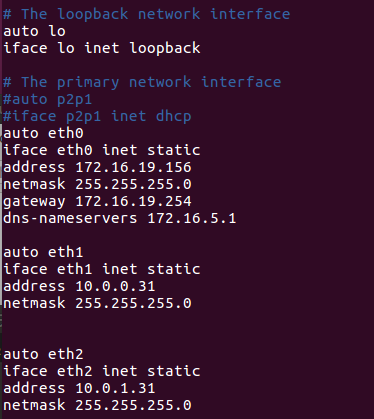 # The loopback network interface
auto lo
iface lo inet loopback
# The primary network interface
#auto p2p1
#iface p2p1 inet dhcp
auto eth0
iface eth0 inet static
address 172.16.19.156
netmask 255.255.255.0
gateway 172.16.19.254
dns-nameservers 172.16.5.1
auto eth1
iface eth1 inet static
address 10.0.0.31
netmask 255.255.255.0
auto eth2
iface eth2 inet static
address 10.0.1.31
netmask 255.255.255.0